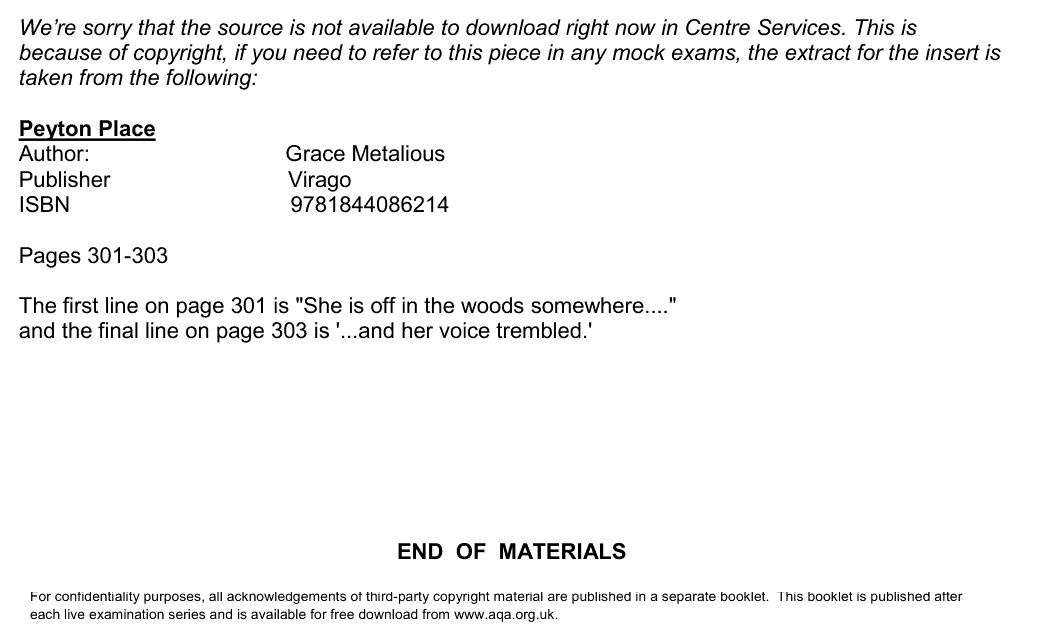 We're sorry that the source is not available to download right now in Centre Services. This is
because of copyright, if you need to refer to this piece in any mock exams, the extract for the insert is
taken from the following:
Peyton Place
Author: Grace Metalious
Publisher Virago
ISBN 9781844086214
Pages 301-303
The first line on page 301 is "She is off in the woods somewhere...."
and the final line on page 303 is '...and her voice trembled.'
END OF MATERIALS
For confidentiality purposes, all acknowledgements of third-party copyright material are published in a separate booklet. This booklet is published after
each live examination series and is available for free download from www.aqa.org.uk.